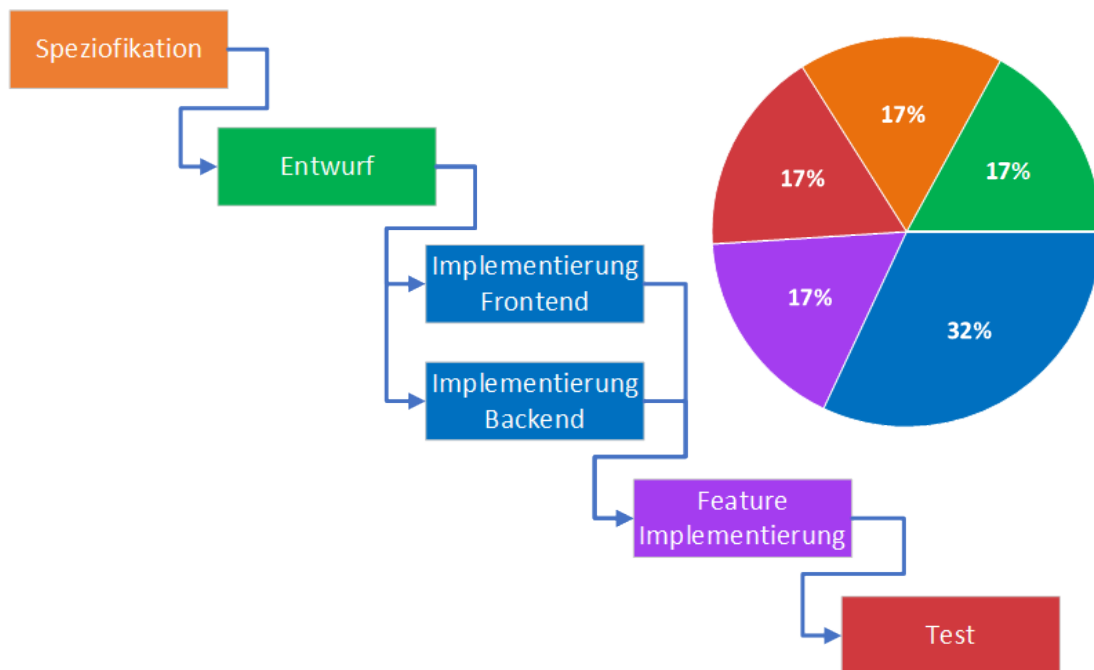 Speziofikation
Entwurf
Implementierung
Frontend
Implementierung
Backend
Feature
Implementierung
Test
17%
17%
17%
17%
32%